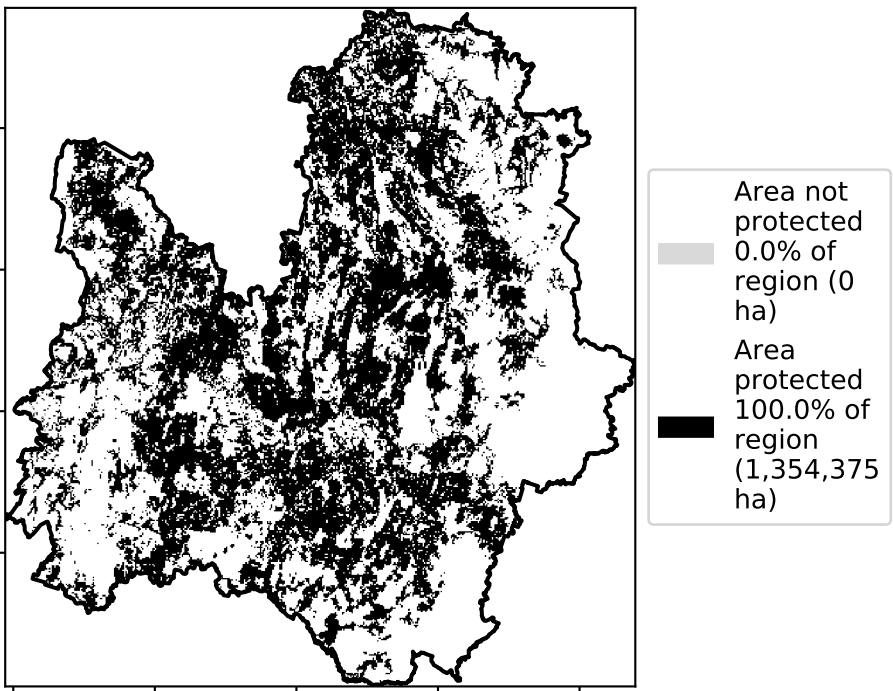 Area not
protected
0.0% of
region (0
ha)
Area
protected
100.0% of
region
(1,354,375
ha)